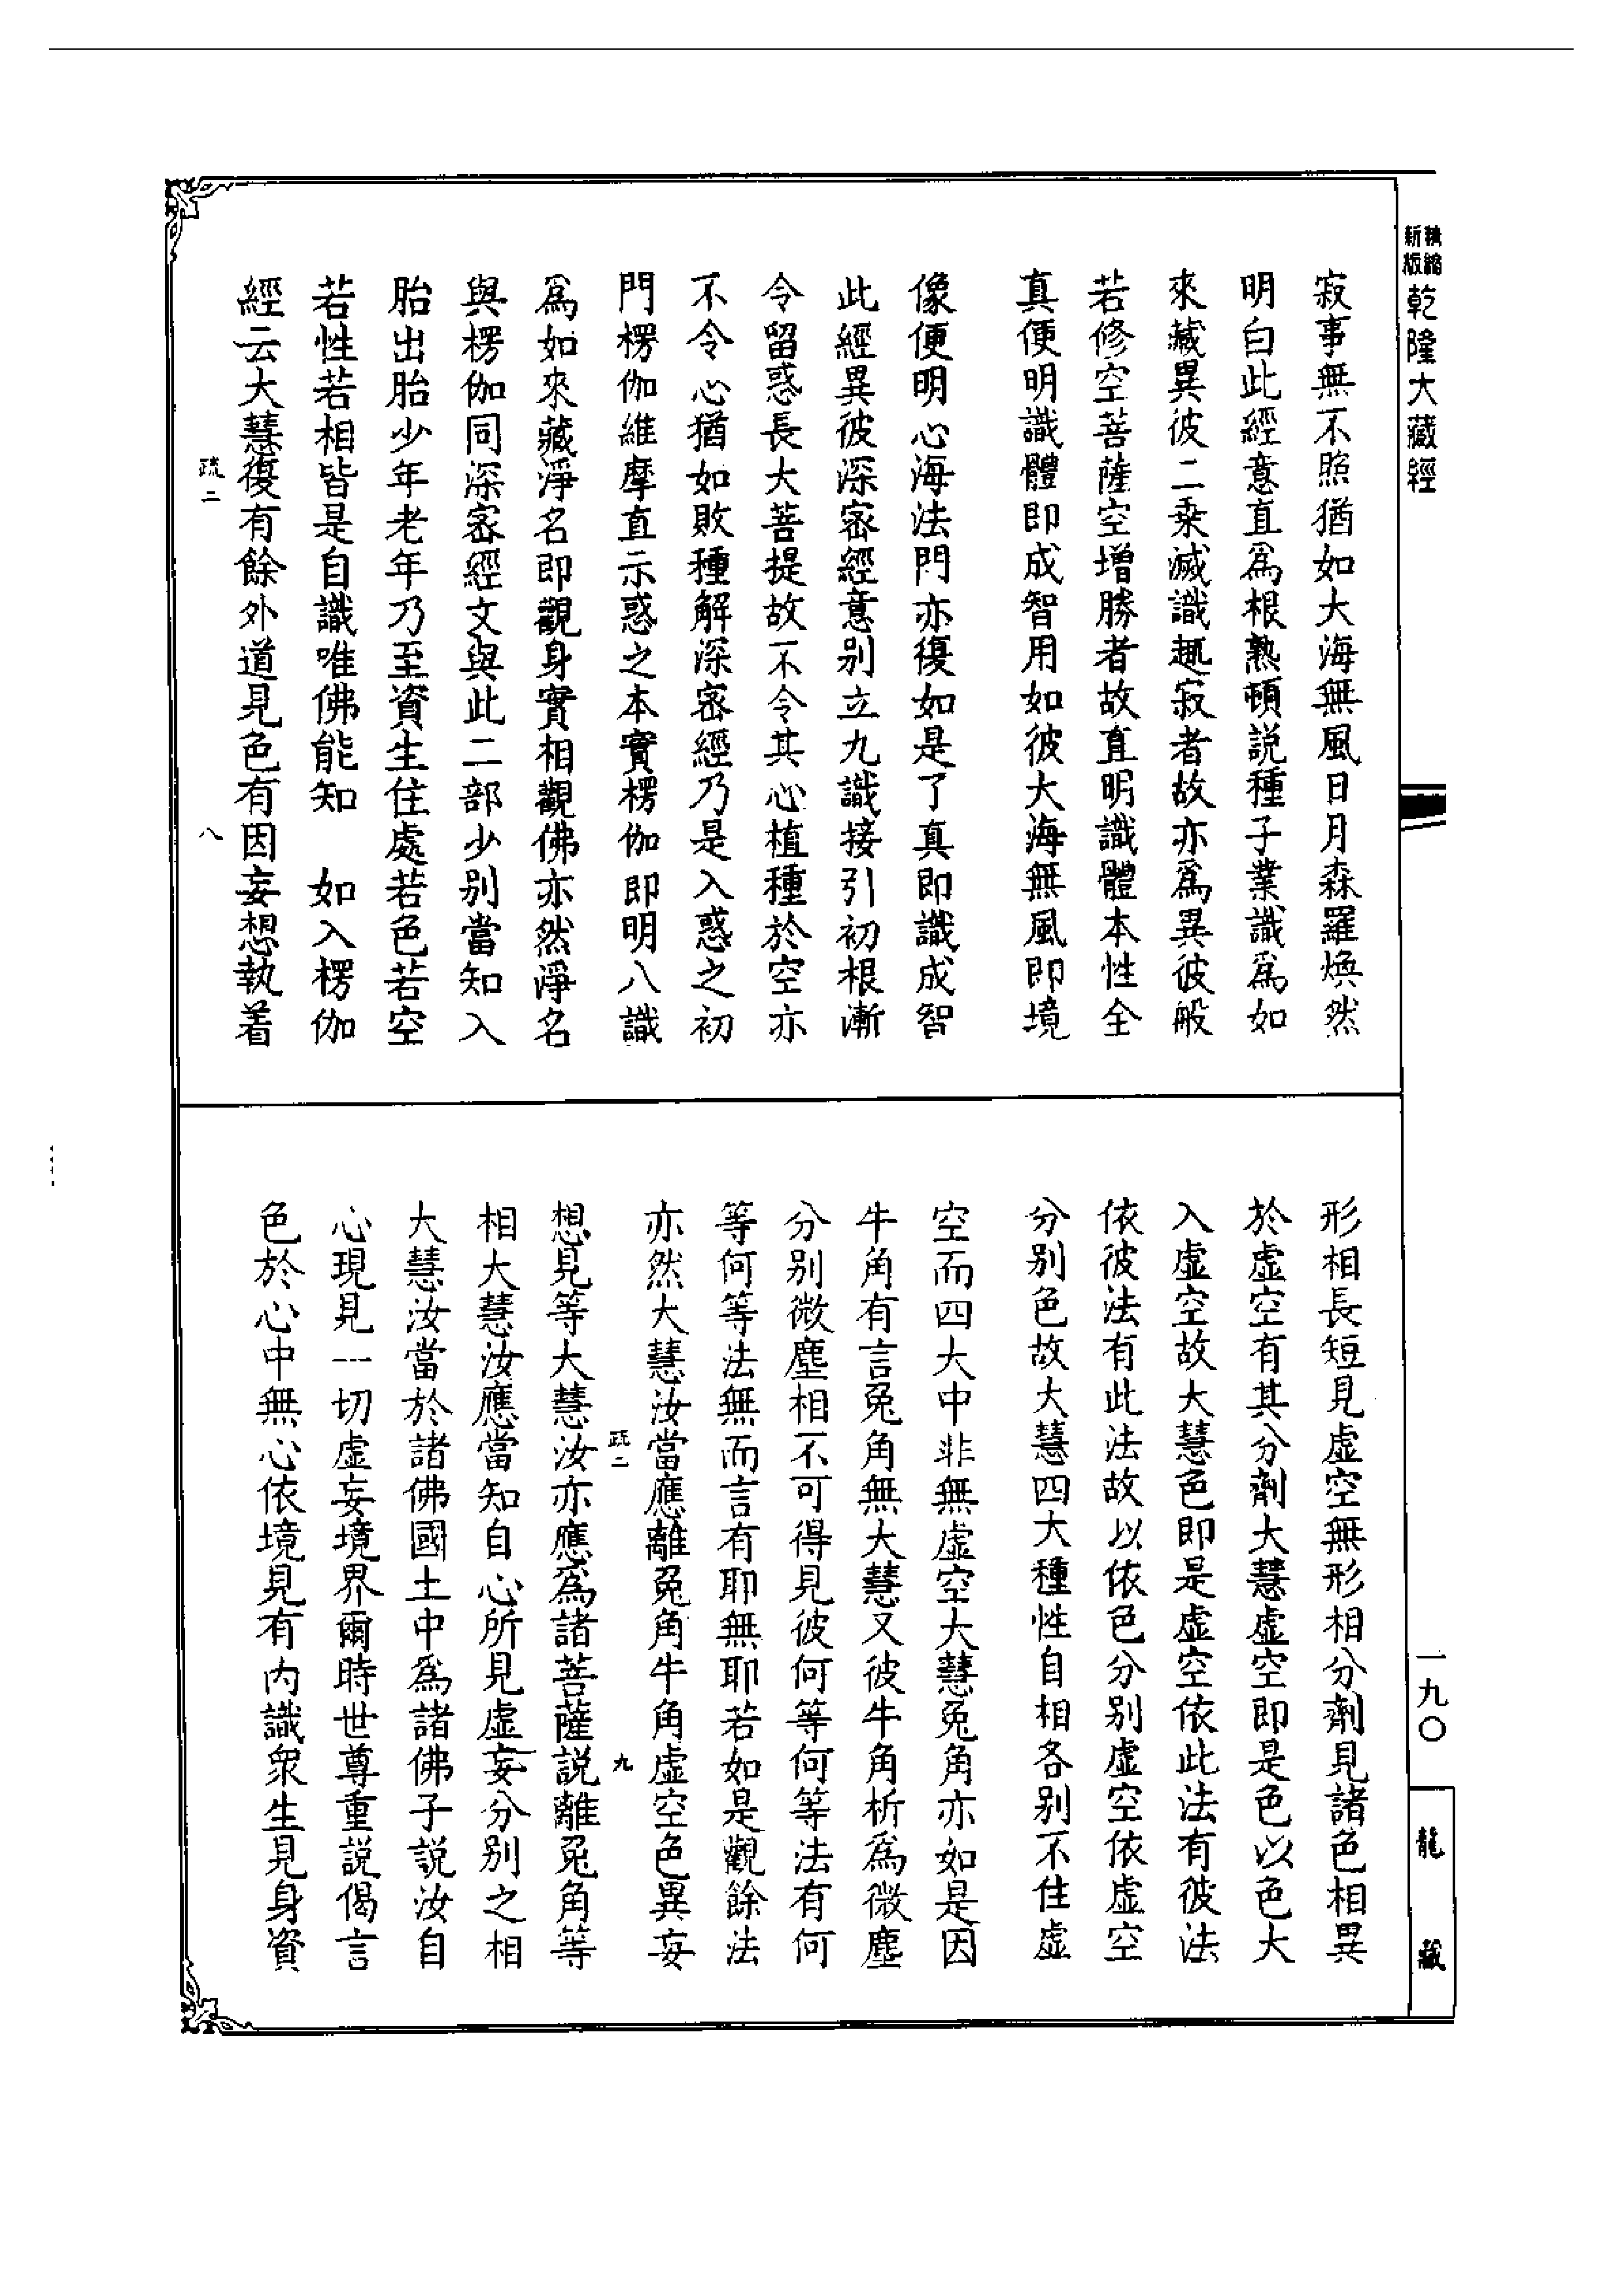 精縮
新版
乾隆大藏經
寂事無不照猶如大海無風日月森羅煥然
明白此經意直爲根熟頓説種子業識爲如
來藏異彼二乘滅識趣寂者故亦爲異彼般
若修空菩薩空增勝者故直明識體本性全
真便明識體即成智用如彼大海無風即境
像便明心海法門亦復如是了真即識成智
此經異彼深密經意别立九識接引初根漸
令留惑長大菩提故不令其心植種於空亦
不令心猶如敗種解深密經乃是入惑之初
門楞伽維摩直示惑之本實楞伽即明八識
爲如來藏淨名即觀身實相觀佛亦然淨名
與楞伽同深密經文與此二部少別當知入
胎出胎少年老年乃至資生住處若色若空
若性若相皆是自識唯佛能知　如入楞伽
經云大慧復有餘外道見色有因妄想執着
疏二　八
形相長短見虛空無形相分劑見諸色相異
於虛空有其分劑大慧虛空即是色以色大
入虛空故大慧色即是虛空依此法有彼法
依彼法有此法故以依色分別虛空依虛空
分別色故大慧四大種性自相各別不住虛
空而四大中非無虛空大慧兔角亦如是因
牛角有言兔角無大慧又彼牛角析爲微塵
分別微塵相不可得見彼何等何等法有何
等何等法無而言有耶無耶若如是觀餘法
亦然大慧汝當應離兔角牛角虛空色異妄
疏二　九
想見等大慧汝亦應爲諸菩薩説離兔角等
相大慧汝應當知自心所見虛妄分別之相
大慧汝當於諸佛國土中爲諸佛子説汝自
心現見一切虛妄境界爾時世尊重説偈言
色於心中無心依境見有内識衆生見身資
一九〇
龍藏